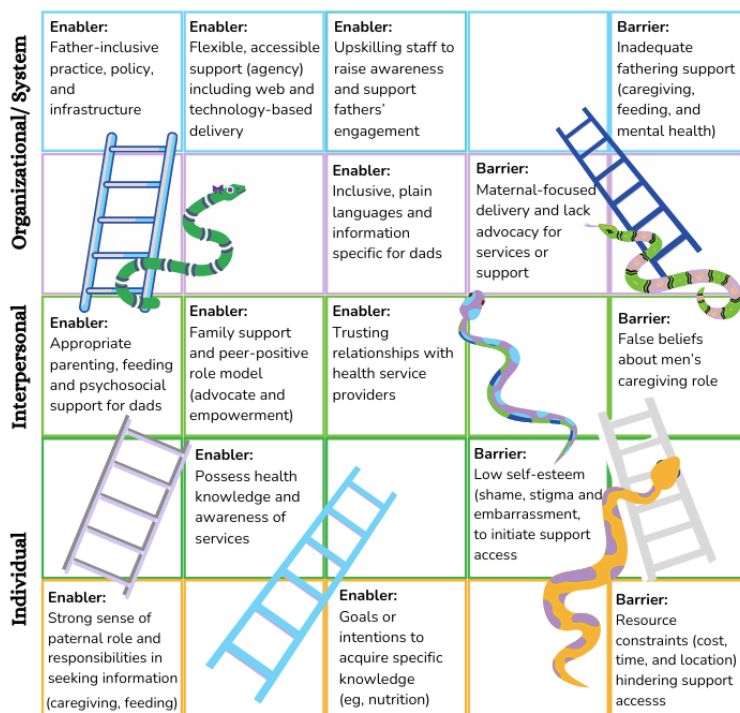 Organizational/ System
Enabler:
Father-inclusive
practice, policy,
and
infrastructure
Enabler:
Flexible, accessible
support (agency)
including web and
technology-based
delivery
Enabler:
Upskilling staff to
raise awareness and
support
fathers'
engagement
Barrier:
Inadequate
fathering support
(caregiving,
feeding, and
mental health)
Enabler:
Inclusive, plain
languages and
information
specific for dads
Barrier:
Maternal-focused
delivery and lack
advocacy for
services or
support
Interpersonal
Enabler:
Appropriate
parenting, feeding
and psychosocial
support for dads
Enabler:
Family support
and peer-positive
role model
(advocate and
empowerment)
Enabler:
Trusting
relationships with
health service
providers
Barrier:
False beliefs
about men's
caregiving role
Individual
Enabler:
Possess health
knowledge and
awareness of
services
Barrier:
Low self-esteem
(shame, stigma and
embarrassment,
to initiate support
access
Enabler:
Strong sense of
paternal role and
responsibilities in
seeking information
(caregiving, feeding)
Enabler:
Goals or
intentions to
acquire specific
knowledge
(eg, nutrition)
Barrier:
Resource
constraints (cost,
time, and location)
hindering support
accesss